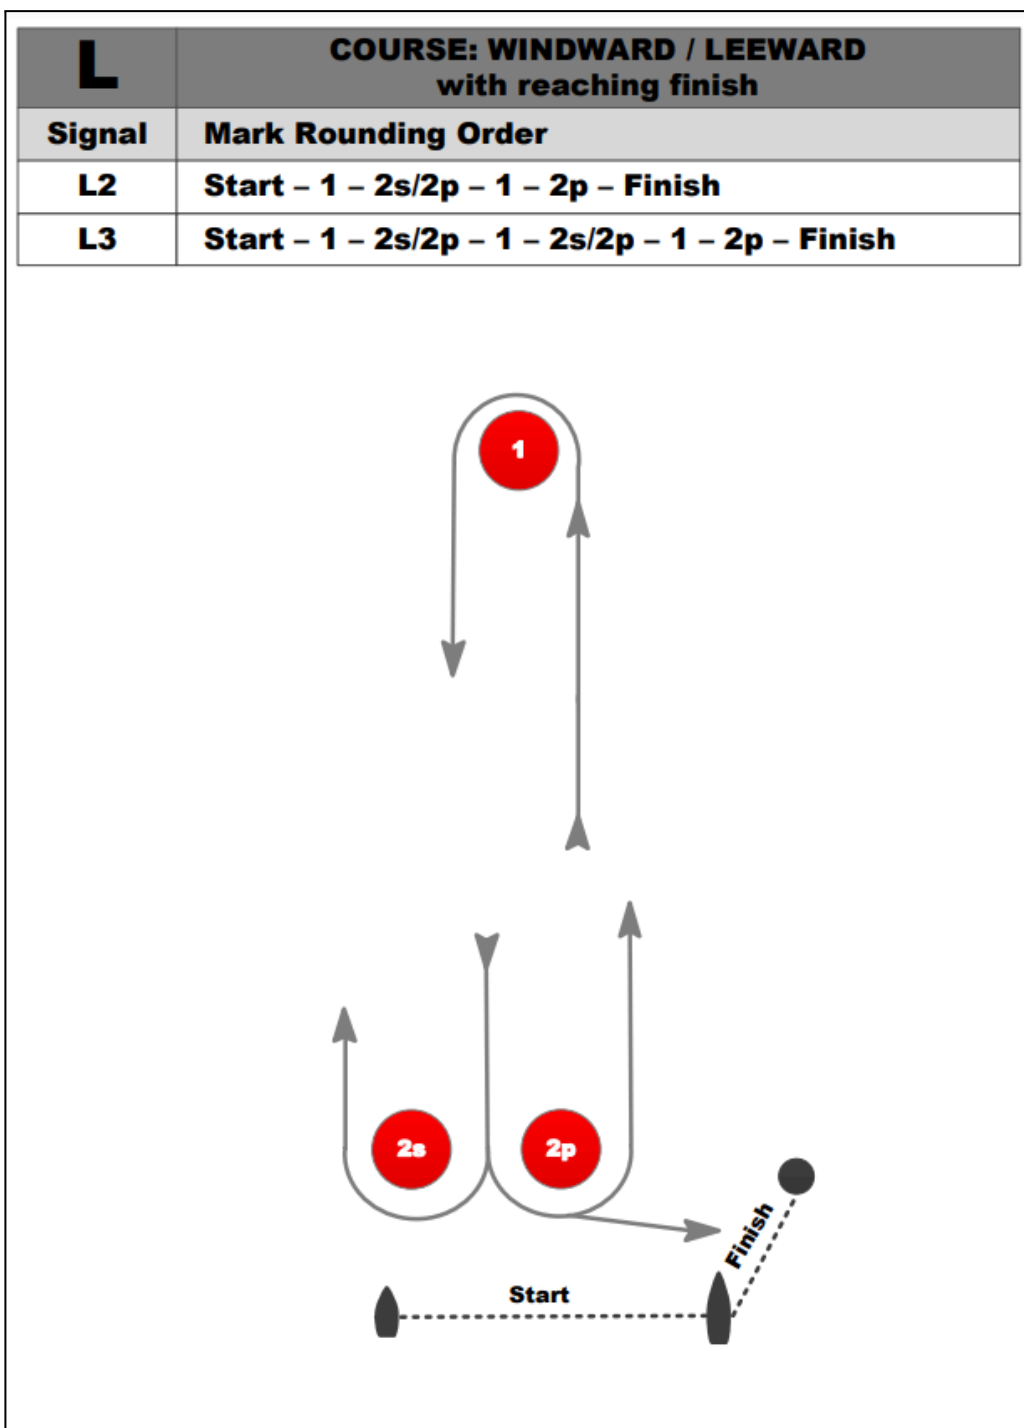 L
COURSE: WINDWARD / LEEWARD
with reaching finish
Signal Mark Rounding Order
L2 Start – 1 – 2s/2p – 1 – 2p – Finish
L3 Start – 1 – 2s/2p – 1 – 2s/2p – 1 – 2p – Finish
1
2s
2p
Finish
Start